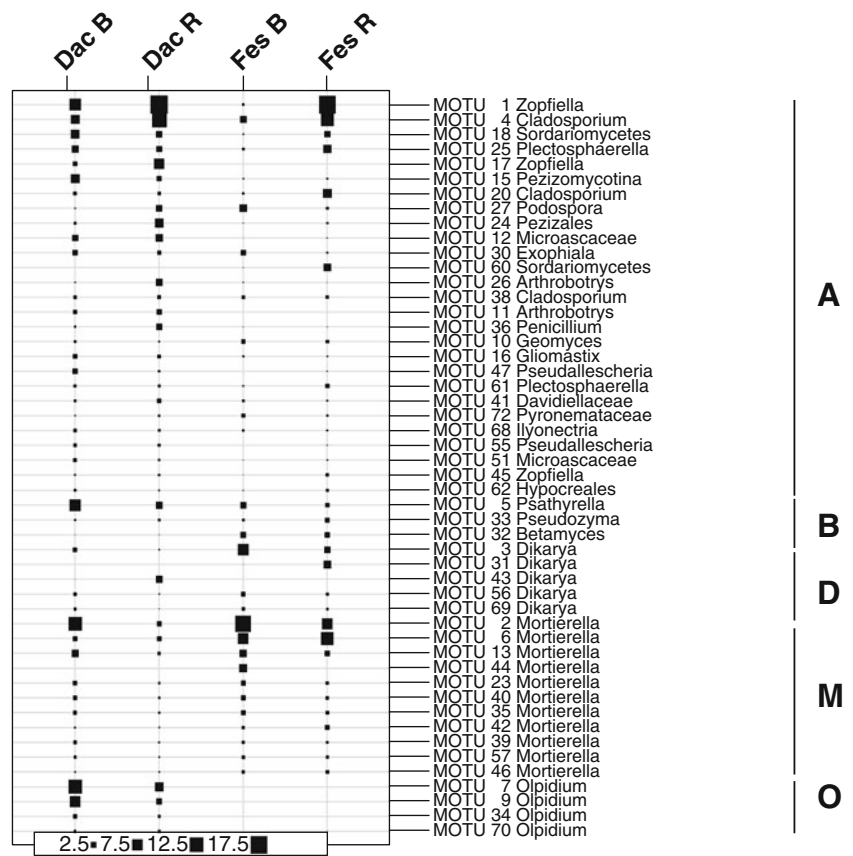 Dac B Dac R Fes B Fes R
MOTU 1 Zopfiella
MOTU 4 Cladosporium
MOTU 18 Sordariomycetes
MOTU 25 Plectosphaerella
MOTU 17 Zopfiella
MOTU 15 Pezizomycotina
MOTU 20 Cladosporium
MOTU 27 Podospora
MOTU 24 Pezizales
MOTU 12 Microascaceae
MOTU 30 Exophiala
MOTU 60 Sordariomycetes
MOTU 26 Arthrobotrys
MOTU 38 Cladosporium
MOTU 11 Arthrobotrys
MOTU 36 Penicillium
MOTU 10 Geomyces
MOTU 16 Gliomastix
MOTU 47 Pseudallescheria
MOTU 61 Plectosphaerella
MOTU 41 Davidiellaceae
MOTU 72 Pyronemataceae
MOTU 68 Ilyonectria
MOTU 55 Pseudallescheria
MOTU 51 Microascaceae
MOTU 45 Zopfiella
MOTU 62 Hypocreales
A
MOTU 5 Psathyrella
MOTU 33 Pseudozyma
MOTU 32 Betamyces
B
MOTU 3 Dikarya
MOTU 31 Dikarya
MOTU 43 Dikarya
MOTU 56 Dikarya
MOTU 69 Dikarya
D
MOTU 2 Mortierella
MOTU 6 Mortierella
MOTU 13 Mortierella
MOTU 44 Mortierella
MOTU 23 Mortierella
MOTU 40 Mortierella
MOTU 35 Mortierella
MOTU 42 Mortierella
MOTU 39 Mortierella
MOTU 57 Mortierella
MOTU 46 Mortierella
M
MOTU 7 Olpidium
MOTU 9 Olpidium
MOTU 34 Olpidium
MOTU 70 Olpidium
O
2.5 7.5 12.5 17.5